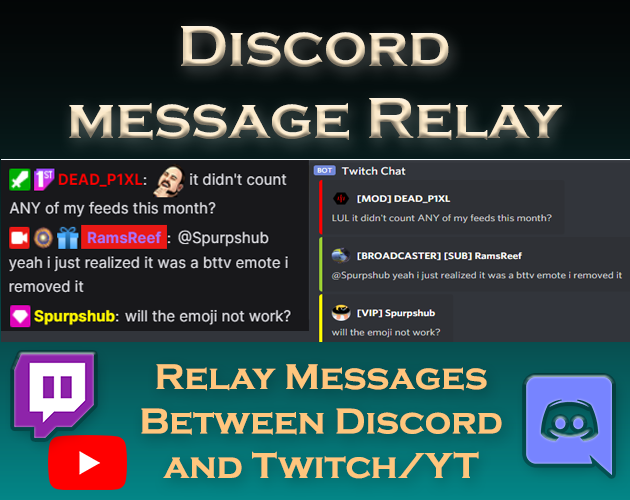 Discord
message Relay
DEAD_P1XL: it didn't count
ANY of my feeds this month?
RamsReef: @Spurpshub
yeah i just realized it was a bttv emote i
removed it
Spurpshub: will the emoji not work?
BOT Twitch Chat
[MOD] DEAD_P1XL
LUL it didn't count ANY of my feeds this month?
[BROADCASTER] [SUB] RamsReef
@Spurpshub yeah i just realized it was a bttv emote i removed it
[VIP] Spurpshub
will the emoji not work?
Relay Messages
Between Discord
and Twitch/YT